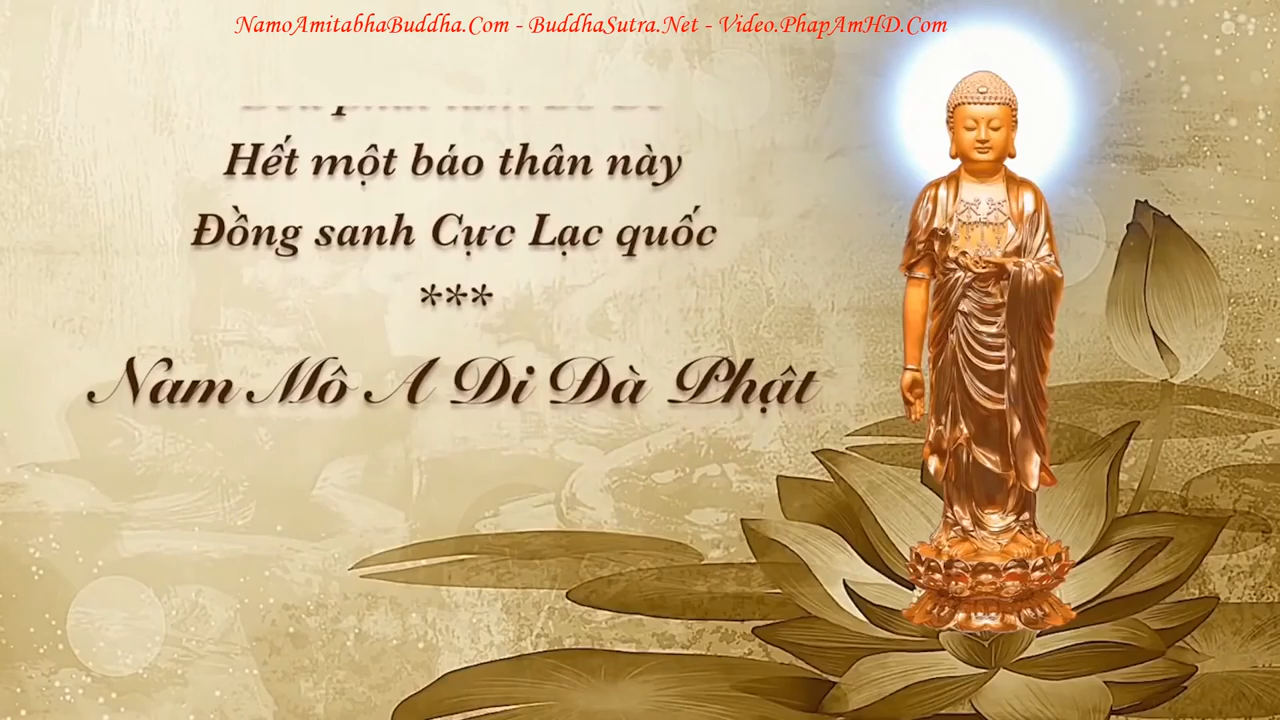 NamoAmitabhaBuddha.Com - BuddhaSutra.Net - Video.PhapAmHD.Com
Hết một báo thân này
Đồng sanh Cực Lạc quốc
***
Nam Mô A Di Đà Phật